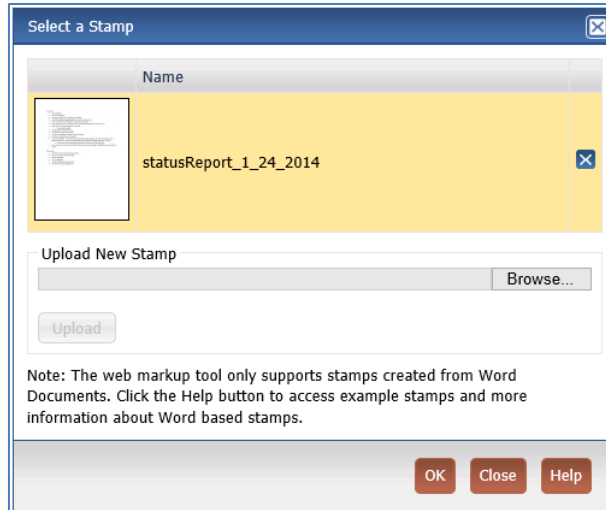 Select a Stamp
Name
statusReport_1_24_2014
Upload New Stamp
Browse...
Upload
Note: The web markup tool only supports stamps created from Word
Documents. Click the Help button to access example stamps and more
information about Word based stamps.
OK Close Help